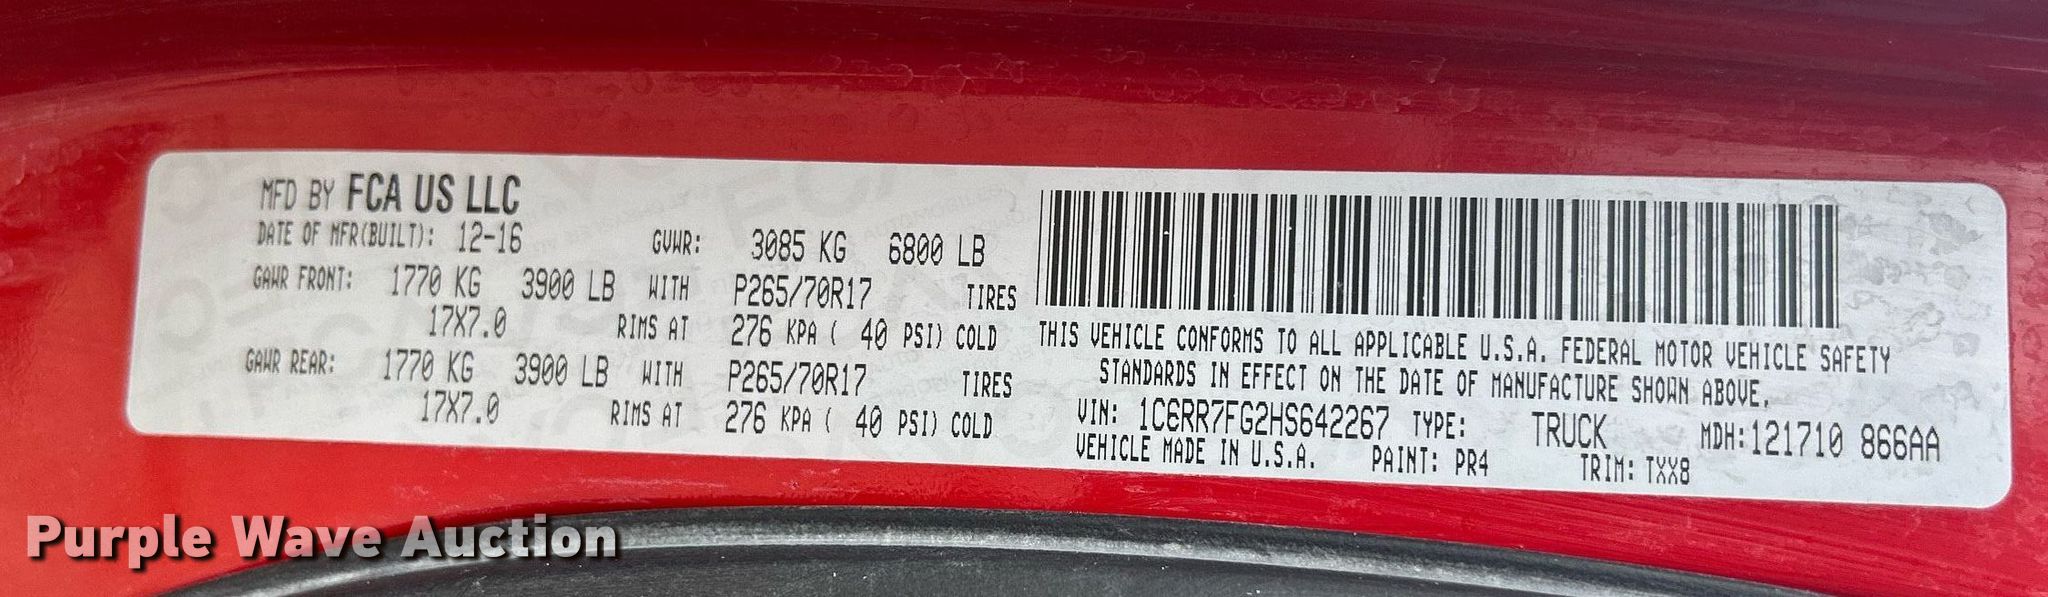 MFD BY FCA US LLC
DATE OF MFR(BUILT): 12-16 GVWR: 3085 KG 6800 LB
GAWR FRONT: 1770 KG 3900 LB WITH P265/70R17 TIRES
17X7.0 RIMS AT 276 KPA ( 40 PSI) COLD
GAWR REAR: 1770 KG 3900 LB WITH P265/70R17 TIRES
17X7.0 RIMS AT 276 KPA ( 40 PSI) COLD
THIS VEHICLE CONFORMS TO ALL APPLICABLE U.S.A. FEDERAL MOTOR VEHICLE SAFETY
STANDARDS IN EFFECT ON THE DATE OF MANUFACTURE SHOWN ABOVE.
VIN: 1C6RR7FG2HS642267 TYPE: TRUCK MDH:121710 866AA
VEHICLE MADE IN U.S.A. PAINT: PR4 TRIM: TXX8
Purple Wave Auction